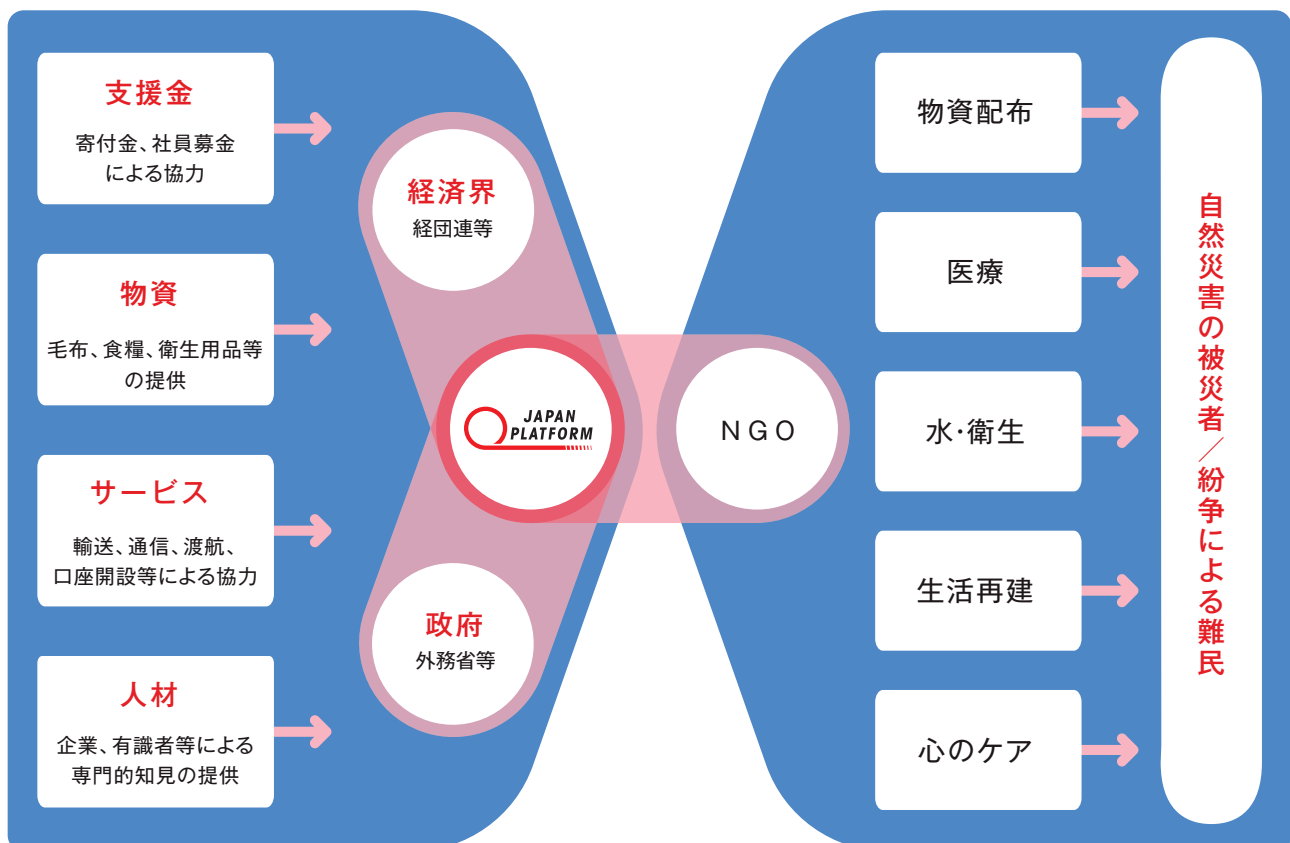 支援金
寄付金、社員募金
による協力
物資
毛布、食糧、衛生用品等
の提供
サービス
輸送、通信、渡航、
口座開設等による協力
人材
企業、有識者等による
専門的知見の提供
経済界
経団連等
JAPAN
PLATFORM
政府
外務省等
NGO
物資配布
医療
水・衛生
生活再建
心のケア
自然災害の被災者／紛争による難民